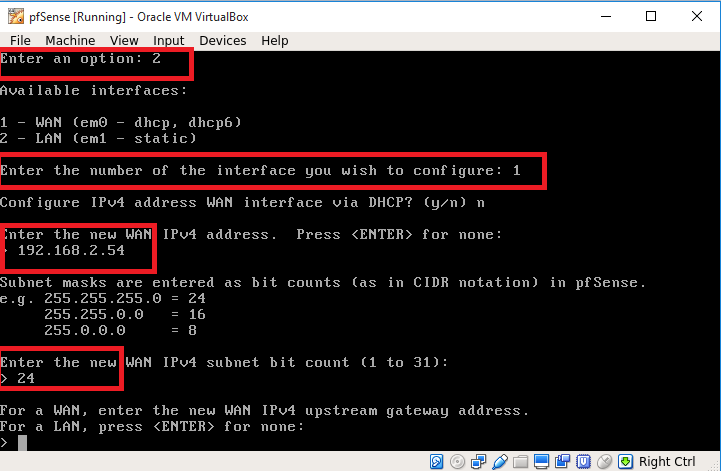 pfSense [Running] - Oracle VM VirtualBox
File Machine View Input Devices Help
Enter an option: 2
Available interfaces:
1 - WAN (em0 - dhcp, dhcp6)
2 - LAN (em1 - static)
Enter the number of the interface you wish to configure: 1
Configure IPv4 address WAN interface via DHCP? (y/n) n
Enter the new WAN IPv4 address.  Press <ENTER> for none:
> 192.168.2.54
Subnet masks are entered as bit counts (as in CIDR notation) in pfSense.
e.g. 255.255.255.0 = 24
     255.255.0.0   = 16
     255.0.0.0     = 8
Enter the new WAN IPv4 subnet bit count (1 to 31):
> 24
For a WAN, enter the new WAN IPv4 upstream gateway address.
For a LAN, press <ENTER> for none:
>
Right Ctrl